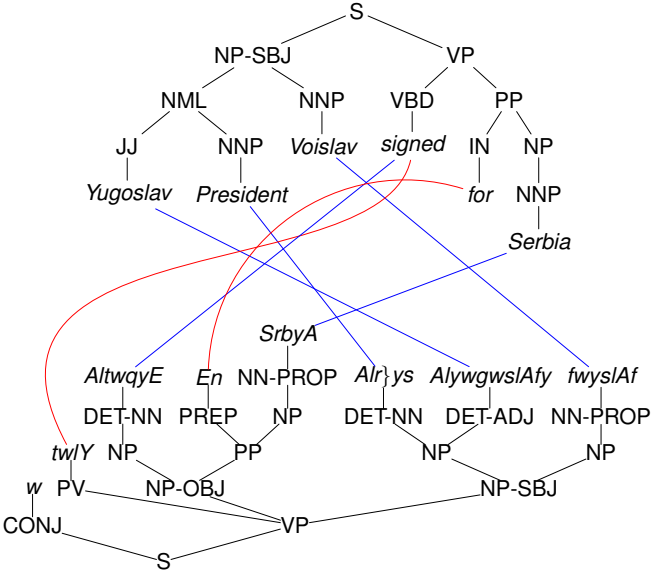 S
NP-SBJ VP
NML NNP VBD PP
JJ NNP Voislav signed IN NP
Yugoslav President for NNP
Serbia
SrbyA
AltwqyE En NN-PROP Alr}ys AlywgwslAfy fwyslAf
DET-NN PREP NP DET-NN DET-ADJ NN-PROP
twlY NP PP NP NP
w PV NP-OBJ NP-SBJ
CONJ VP
S